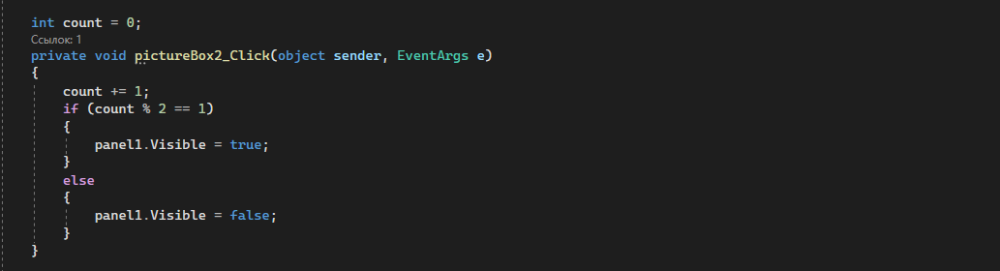 int count = 0;
Ссылок: 1
private void pictureBox2_Click(object sender, EventArgs e)
{
count += 1;
if (count % 2 == 1)
{
panel1.Visible = true;
}
else
{
panel1.Visible = false;
}
}